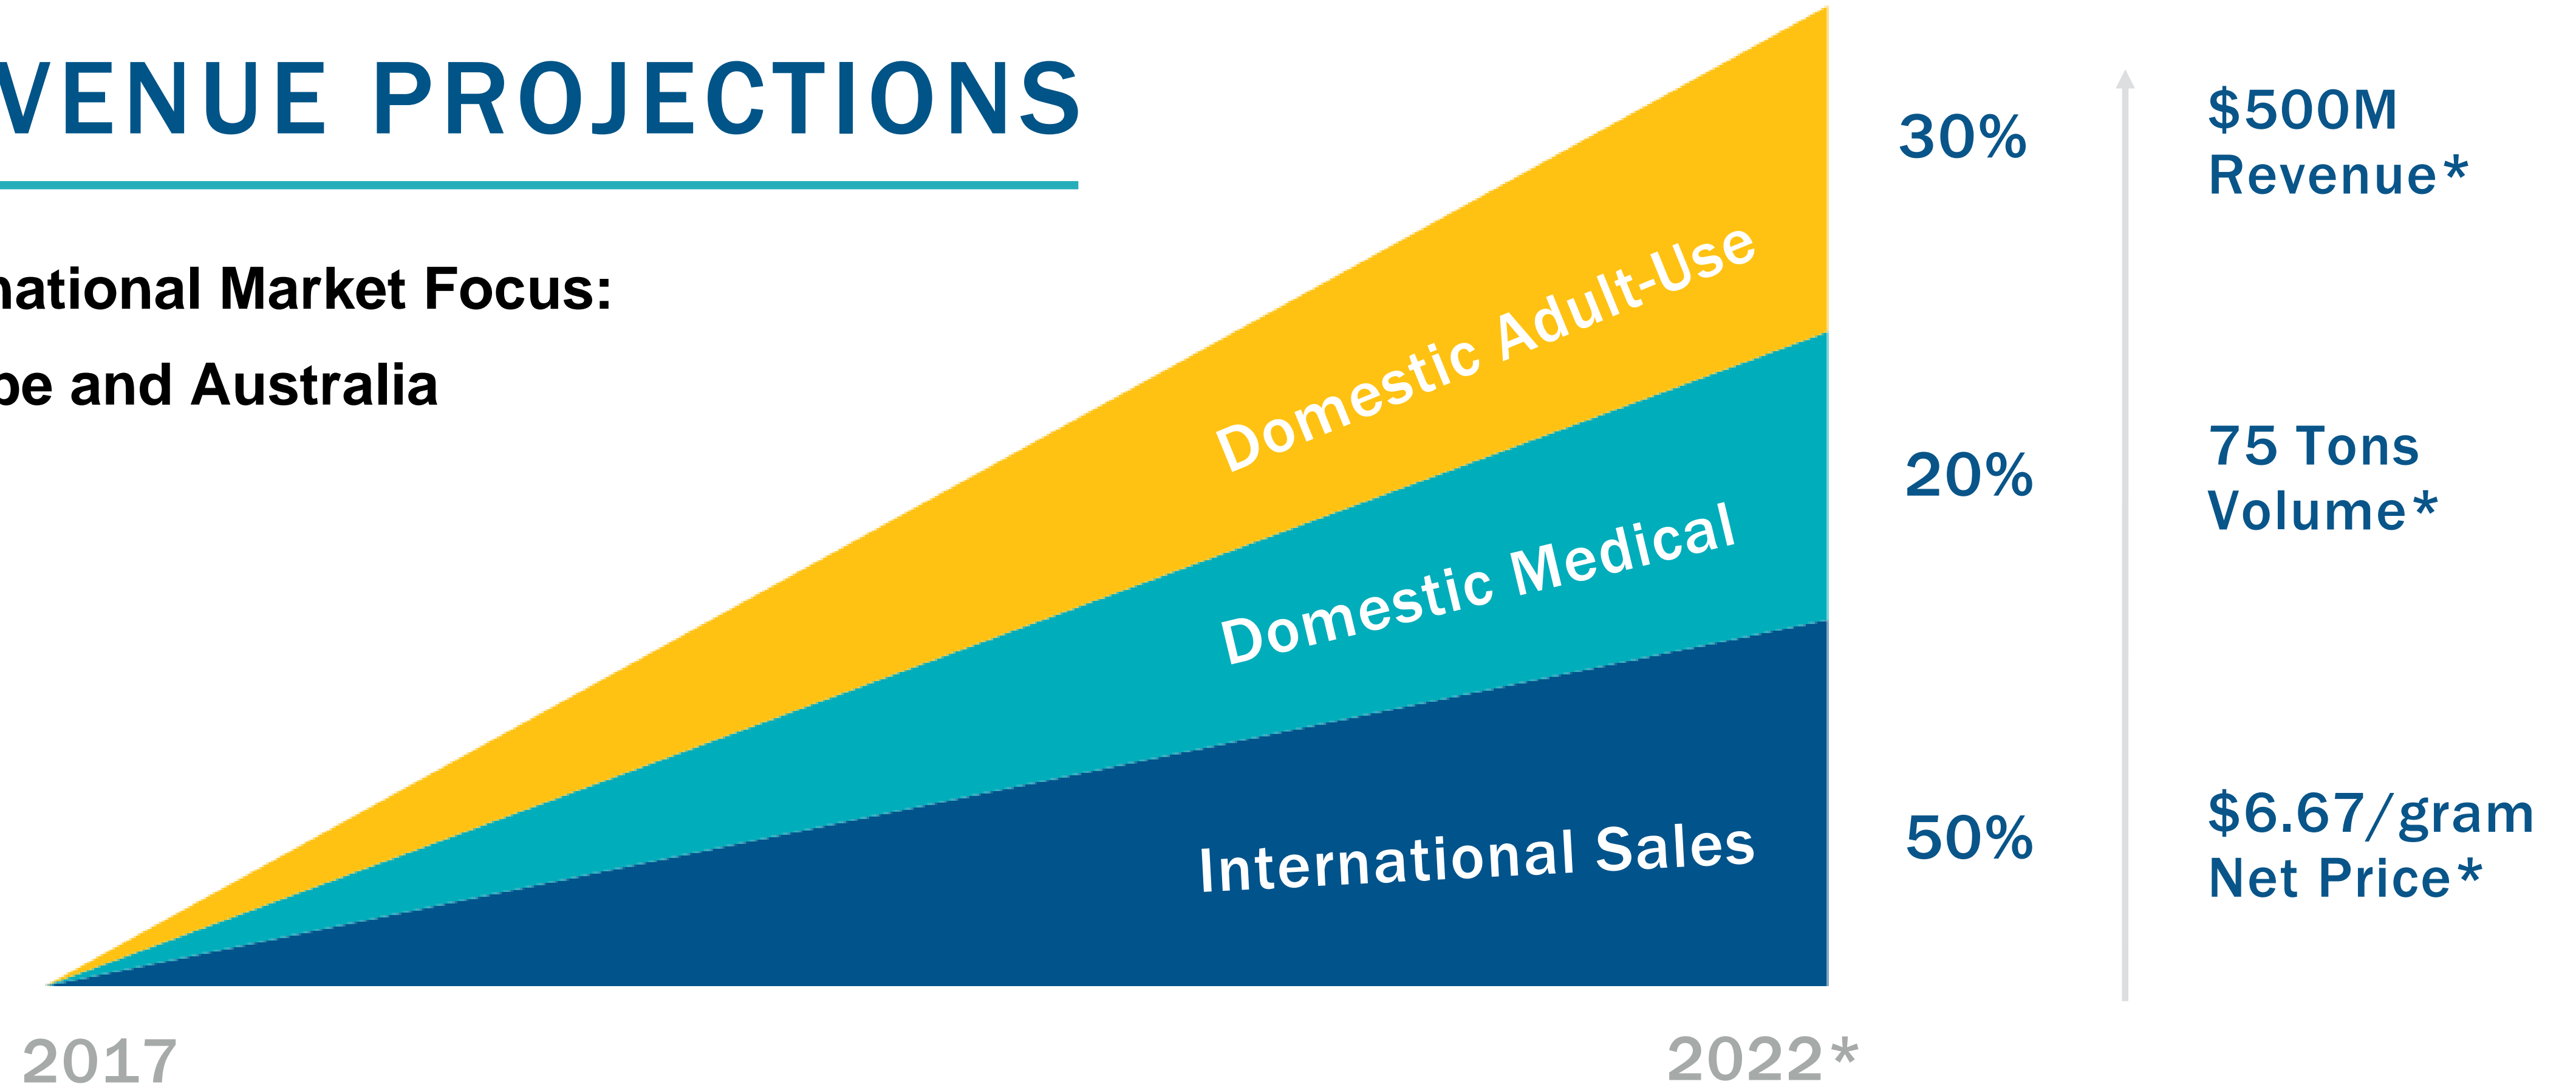 VENUE PROJECTIONS
national Market Focus:
pe and Australia
Domestic Adult-Use
Domestic Medical
International Sales
30%
20%
50%
$500M
Revenue*
75 Tons
Volume*
$6.67/gram
Net Price*
2017
2022*